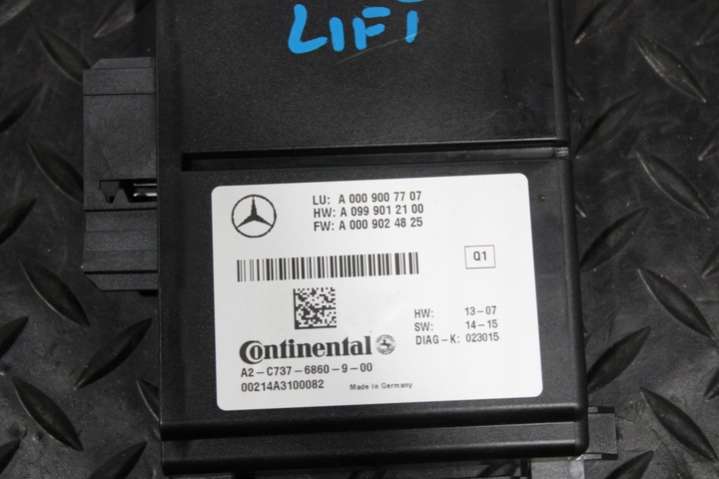 LIFT
LU: A 000 900 77 07
HW: A 099 901 21 00
FW: A 000 902 48 25
Q1
HW: 13-07
SW: 14-15
DIAG-K: 023015
Continental
A2-C737-6860-9-00
00214A3100082 Made in Germany